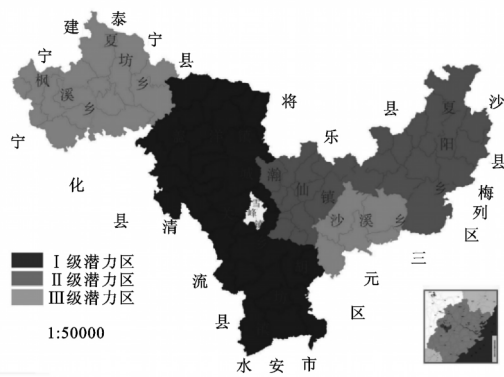 建宁
泰宁县
夏坊乡
枫溪乡
宁化县
将乐县
沙县
夏阳乡
瀚仙镇
沙溪乡
梅列区
三元区
清流县
永安市
Ⅰ级潜力区
Ⅱ级潜力区
Ⅲ级潜力区
1:50000